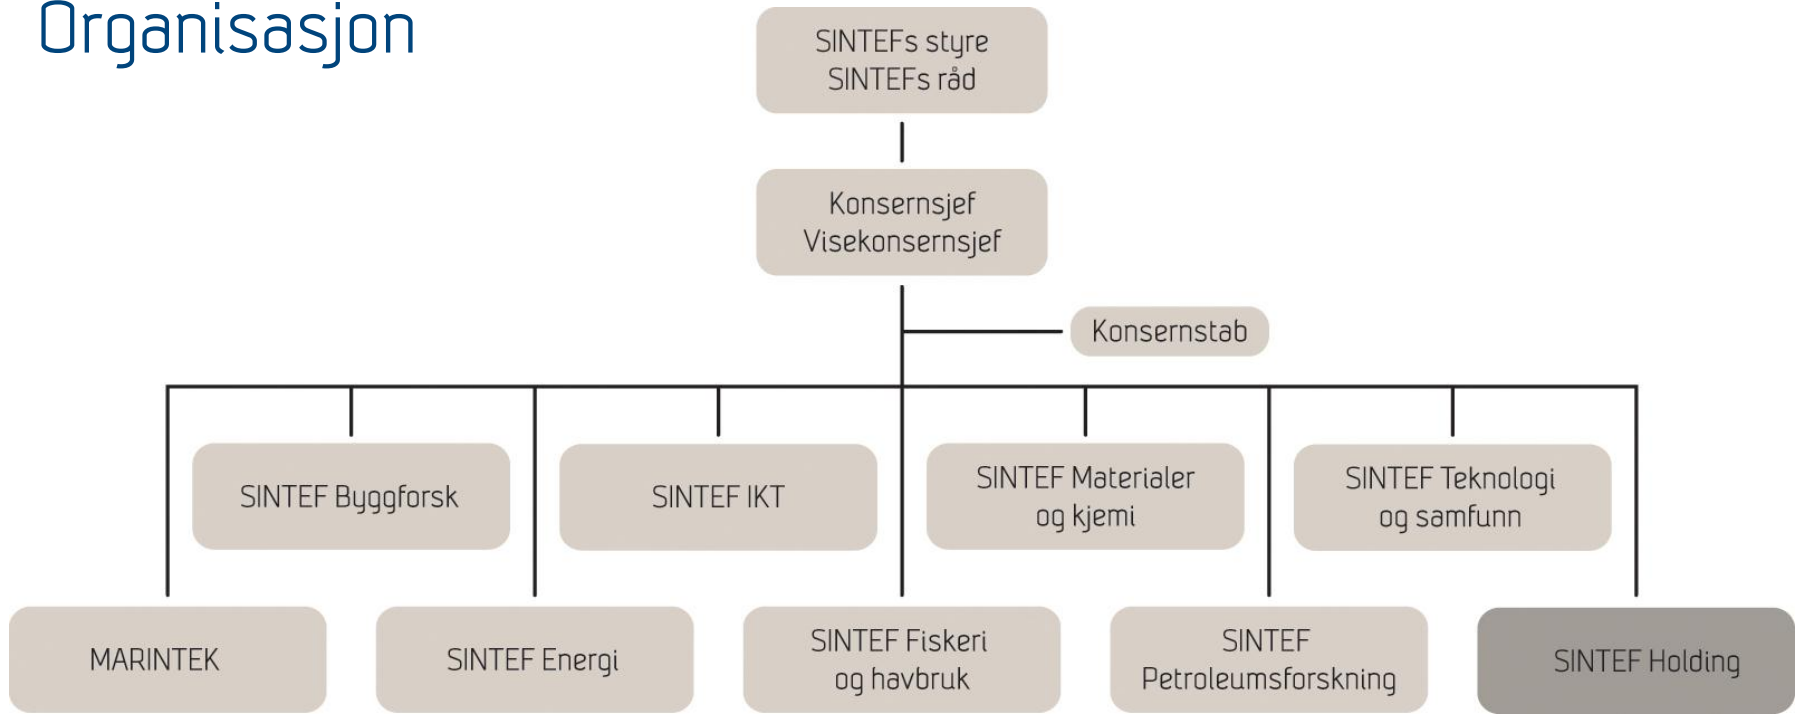 Organisasjon
SINTEFs styre
SINTEFs råd
Konsernsjef
Visekonsernsjef
Konsernstab
SINTEF Byggforsk
SINTEF IKT
SINTEF Materialer
og kjemi
SINTEF Teknologi
og samfunn
MARINTEK
SINTEF Energi
SINTEF Fiskeri
og havbruk
SINTEF
Petroleumsforskning
SINTEF Holding